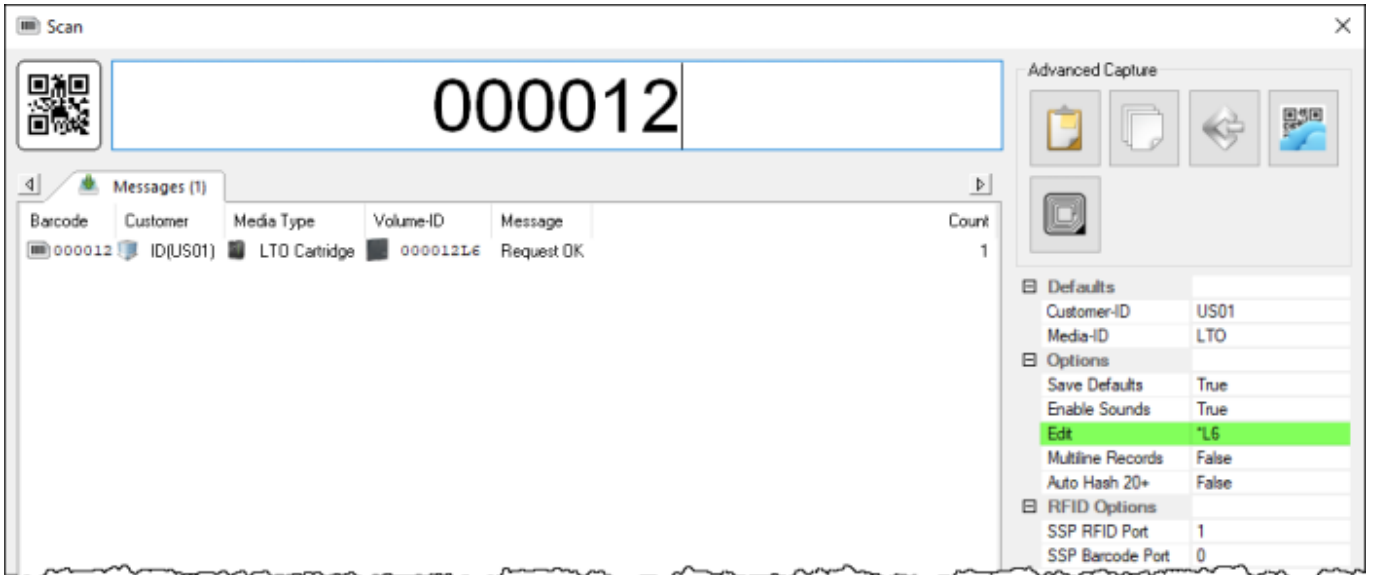 Scan
000012
Advanced Capture
Messages (1)
Barcode Customer Media Type Volume-ID Message Count
000012 ID(US01) LTO Cartridge 000012L6 Request OK 1
Defaults
Customer-ID US01
Media-ID LTO
Options
Save Defaults True
Enable Sounds True
Edit *L6
Multiline Records False
Auto Hash 20+ False
RFID Options
SSP RFID Port 1
SSP Barcode Port 0